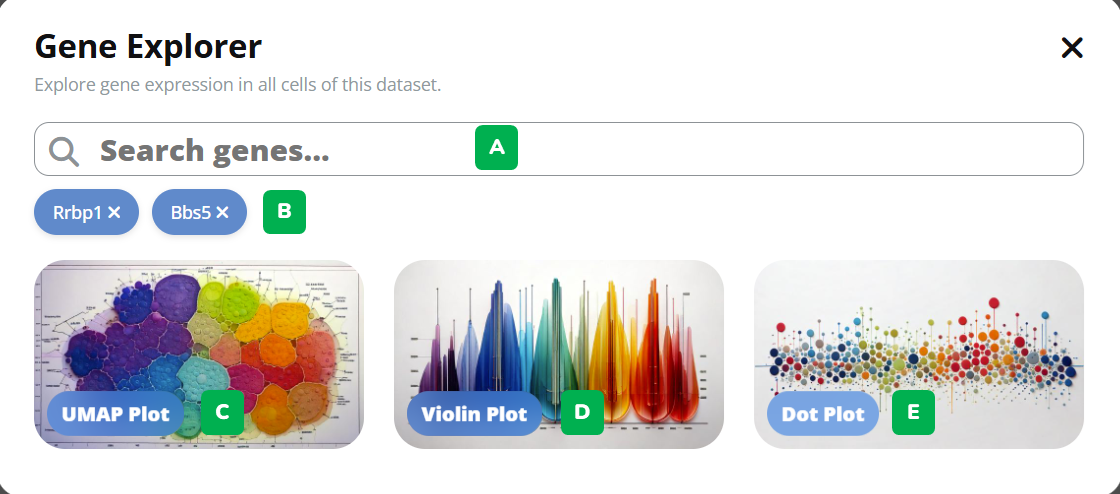 Gene Explorer
Explore gene expression in all cells of this dataset.
Search genes...
A
Rrbp1
Bbs5
B
UMAP Plot
C
Violin Plot
D
Dot Plot
E